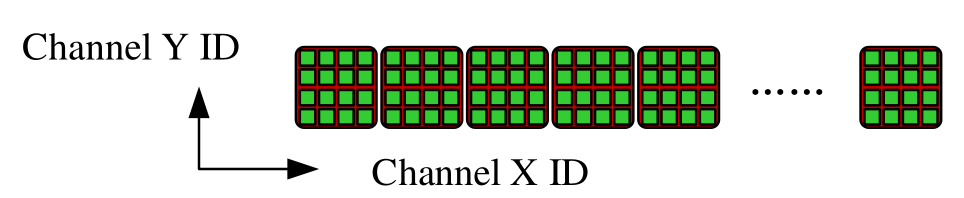 Channel Y ID
……
Channel X ID